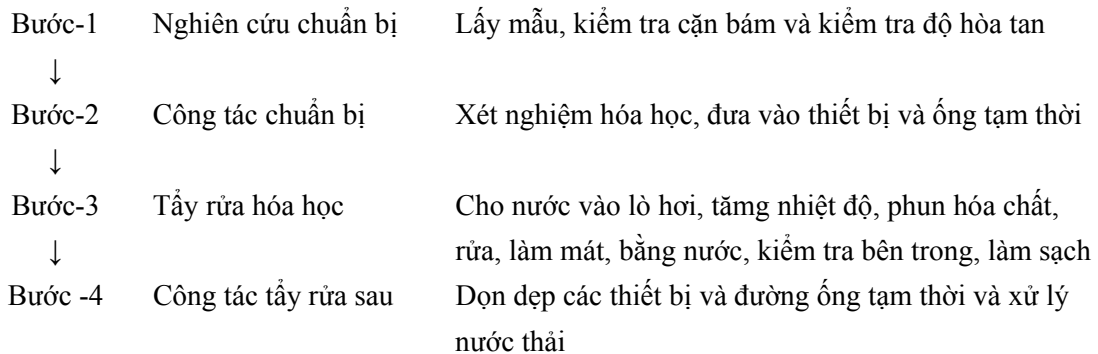 Bước-1 Nghiên cứu chuẩn bị Lấy mẫu, kiểm tra cặn bám và kiểm tra độ hòa tan
↓
Bước-2 Công tác chuẩn bị Xét nghiệm hóa học, đưa vào thiết bị và ống tạm thời
↓
Bước-3 Tẩy rửa hóa học Cho nước vào lò hơi, tămg nhiệt độ, phun hóa chất,
↓ rửa, làm mát, bằng nước, kiểm tra bên trong, làm sạch
Bước -4 Công tác tẩy rửa sau Dọn dẹp các thiết bị và đường ống tạm thời và xử lý
nước thải